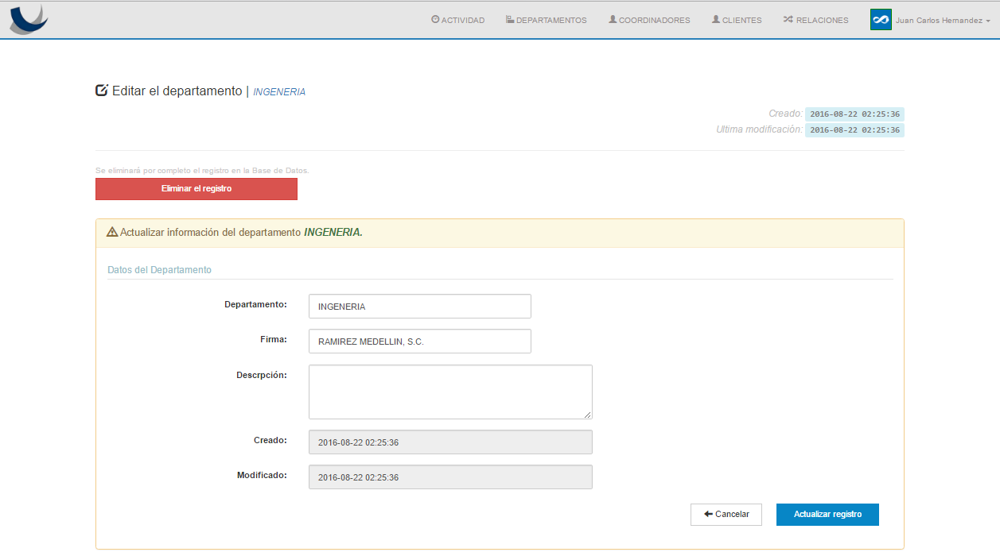 ACTIVIDAD DEPARTAMENTOS COORDINADORES CLIENTES RELACIONES Juan Carlos Hernandez
Editar el departamento | INGENERIA
Creado: 2016-08-22 02:25:36
Ultima modificación: 2016-08-22 02:25:36
Se eliminará por completo el registro en la Base de Datos.
Eliminar el registro
Actualizar información del departamento INGENERIA.
Datos del Departamento
Departamento: INGENERIA
Firma: RAMIREZ MEDELLIN, S.C.
Descrpción:
Creado: 2016-08-22 02:25:36
Modificado: 2016-08-22 02:25:36
Cancelar Actualizar registro